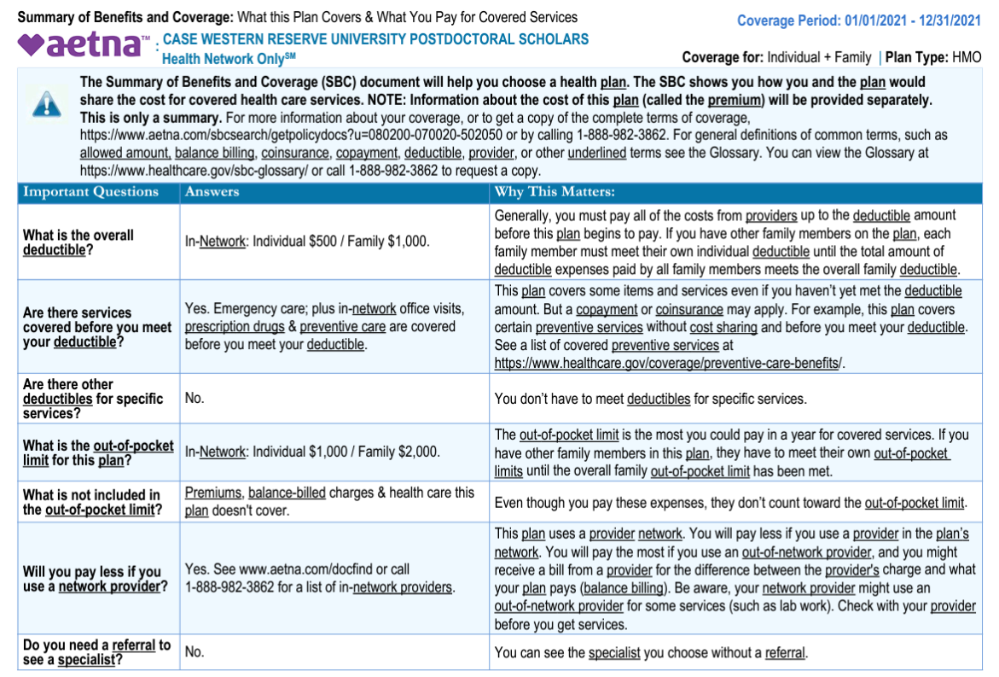 Summary of Benefits and Coverage: What this Plan Covers & What You Pay for Covered Services
Coverage Period: 01/01/2021 - 12/31/2021
aetna™ : CASE WESTERN RESERVE UNIVERSITY POSTDOCTORAL SCHOLARS
Health Network Only℠
Coverage for: Individual + Family | Plan Type: HMO
The Summary of Benefits and Coverage (SBC) document will help you choose a health plan. The SBC shows you how you and the plan would
share the cost for covered health care services. NOTE: Information about the cost of this plan (called the premium) will be provided separately.
This is only a summary. For more information about your coverage, or to get a copy of the complete terms of coverage,
https://www.aetna.com/sbcsearch/getpolicydocs?u=080200-070020-502050 or by calling 1-888-982-3862. For general definitions of common terms, such as
allowed amount, balance billing, coinsurance, copayment, deductible, provider, or other underlined terms see the Glossary. You can view the Glossary at
https://www.healthcare.gov/sbc-glossary/ or call 1-888-982-3862 to request a copy.
Important Questions
Answers
Why This Matters:
What is the overall
deductible?
In-Network: Individual $500 / Family $1,000.
Generally, you must pay all of the costs from providers up to the deductible amount
before this plan begins to pay. If you have other family members on the plan, each
family member must meet their own individual deductible until the total amount of
deductible expenses paid by all family members meets the overall family deductible.
Are there services
covered before you meet
your deductible?
Yes. Emergency care; plus in-network office visits,
prescription drugs & preventive care are covered
before you meet your deductible.
This plan covers some items and services even if you haven't yet met the deductible
amount. But a copayment or coinsurance may apply. For example, this plan covers
certain preventive services without cost sharing and before you meet your deductible.
See a list of covered preventive services at
https://www.healthcare.gov/coverage/preventive-care-benefits/.
Are there other
deductibles for specific
services?
No.
You don't have to meet deductibles for specific services.
What is the out-of-pocket
limit for this plan?
In-Network: Individual $1,000 / Family $2,000.
The out-of-pocket limit is the most you could pay in a year for covered services. If you
have other family members in this plan, they have to meet their own out-of-pocket
limits until the overall family out-of-pocket limit has been met.
What is not included in
the out-of-pocket limit?
Premiums, balance-billed charges & health care this
plan doesn't cover.
Even though you pay these expenses, they don't count toward the out-of-pocket limit.
Will you pay less if you
use a network provider?
Yes. See www.aetna.com/docfind or call
1-888-982-3862 for a list of in-network providers.
This plan uses a provider network. You will pay less if you use a provider in the plan's
network. You will pay the most if you use an out-of-network provider, and you might
receive a bill from a provider for the difference between the provider's charge and what
your plan pays (balance billing). Be aware, your network provider might use an
out-of-network provider for some services (such as lab work). Check with your provider
before you get services.
Do you need a referral to
see a specialist?
No.
You can see the specialist you choose without a referral.